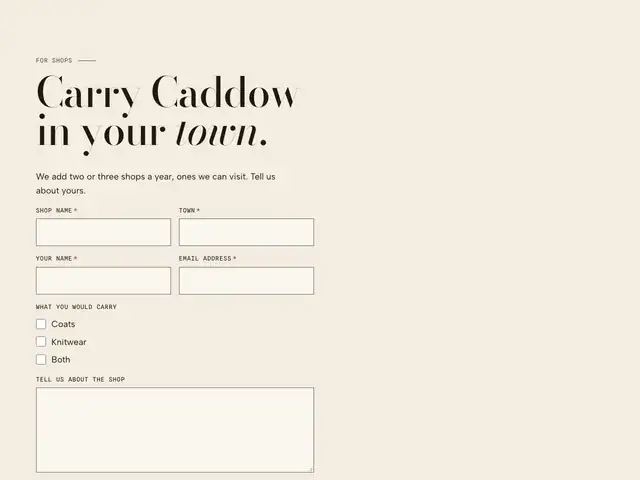 FOR SHOPS
Carry Caddow
in your town.
We add two or three shops a year, ones we can visit. Tell us
about yours.
SHOP NAME*
TOWN*
YOUR NAME*
EMAIL ADDRESS*
WHAT YOU WOULD CARRY
Coats
Knitwear
Both
TELL US ABOUT THE SHOP